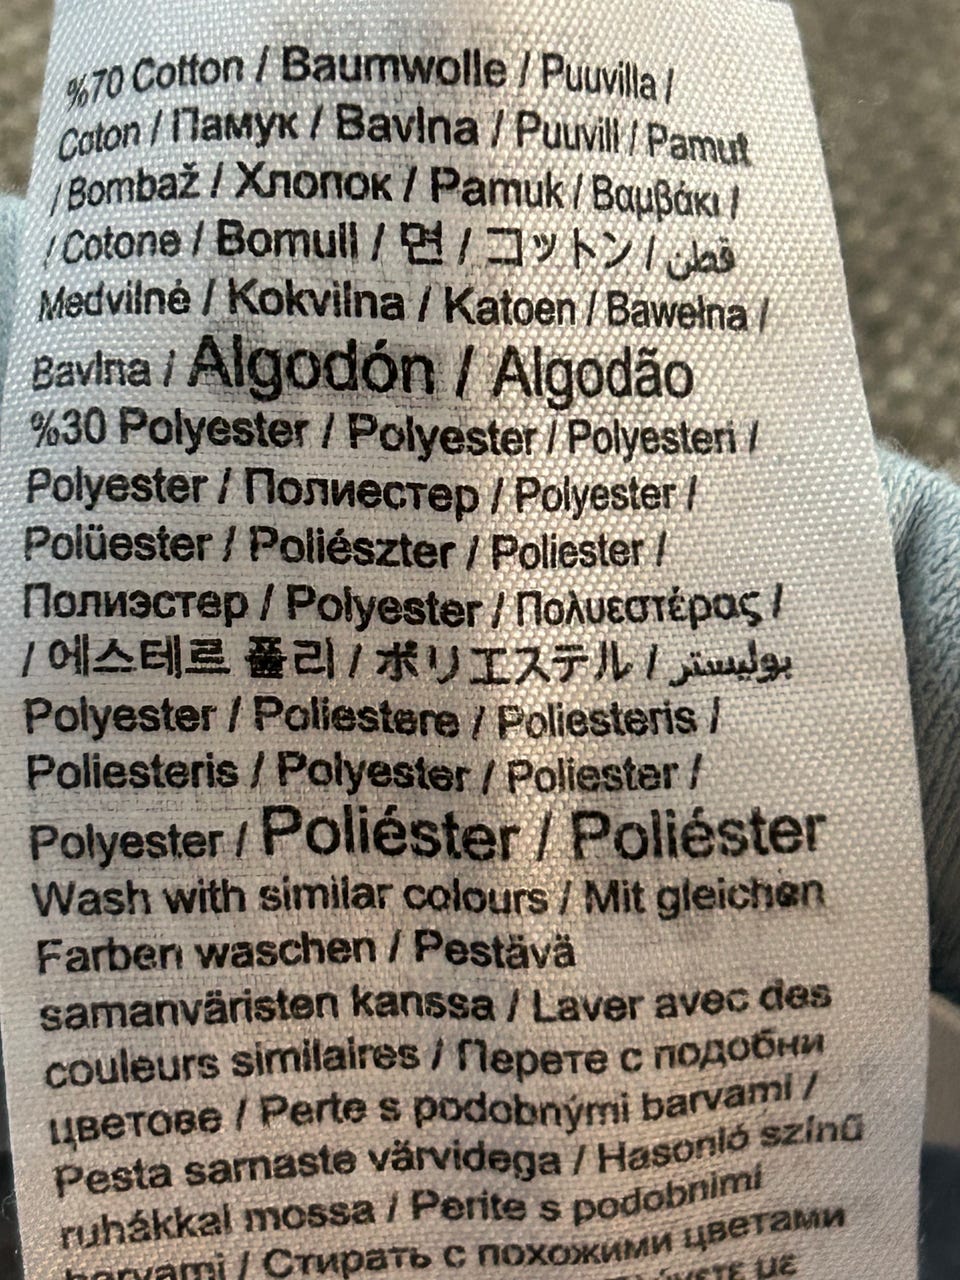 %70 Cotton / Baumwolle / Puuvilla /
Coton / Памук / Bavlna / Puuvill / Pamut
/ Bombaž / Хлопок / Pamuk / Βαμβάκι /
/ Cotone / Bomull / 면 / コットン / قطن
Medvilnė / Kokvilna / Katoen / Bawełna /
Bavlna / Algodón / Algodão
%30 Polyester / Polyester / Polyesteri /
Polyester / Полиестер / Polyester /
Polüester / Poliészter / Poliester /
Полиэстер / Polyester / Πολυεστέρας /
/ 에스테르 폴리 / ポリエステル / بوليستر
Polyester / Poliestere / Poliesteris /
Poliesteris / Polyester / Poliester /
Polyester / Poliéster / Poliéster
Wash with similar colours / Mit gleichen
Farben waschen / Pestävä
samanväristen kanssa / Laver avec des
couleurs similaires / Перете с подобни
цветове / Perte s podobnými barvami /
Pesta samaste värvidega / Hasonló színű
ruhákkal mossa / Perite s podobnimi
barvami / Стирать с похожими цветами
με